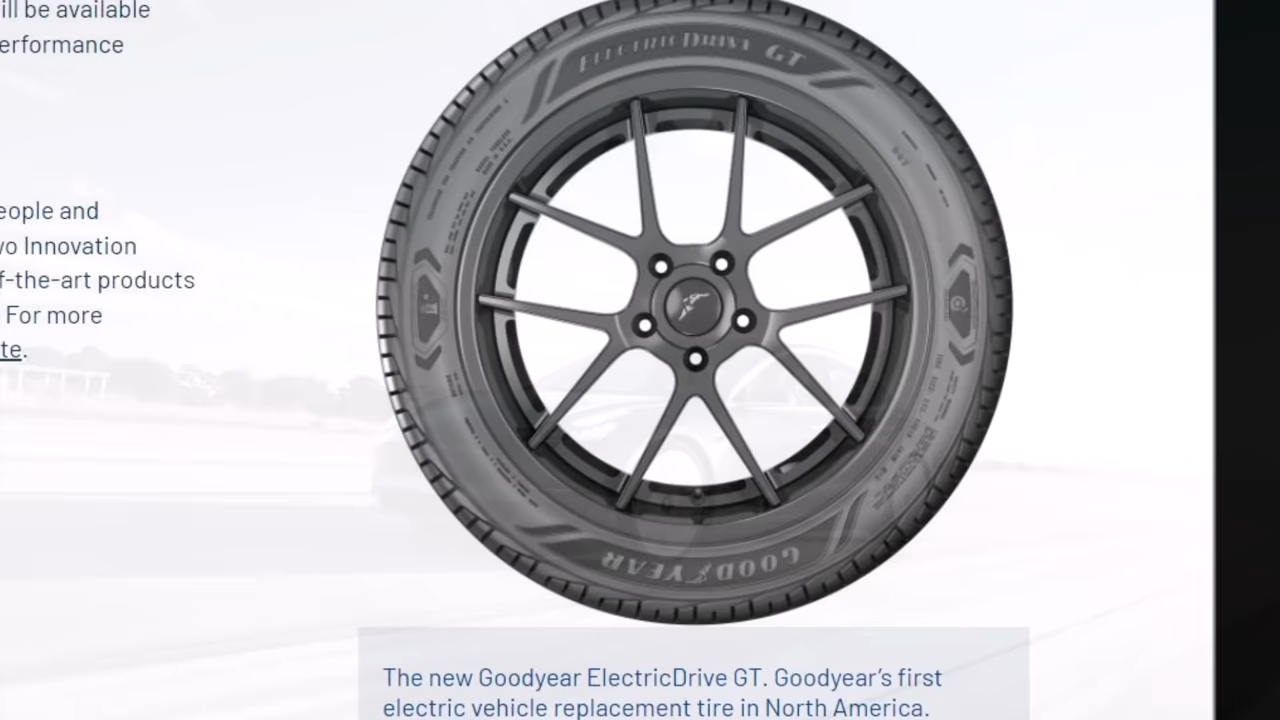 ill be available
erformance
eople and
wo Innovation
f-the-art products
For more
te.
ELECTRICDRIVE GT
GOODYEAR
The new Goodyear ElectricDrive GT. Goodyear’s first
electric vehicle replacement tire in North America.